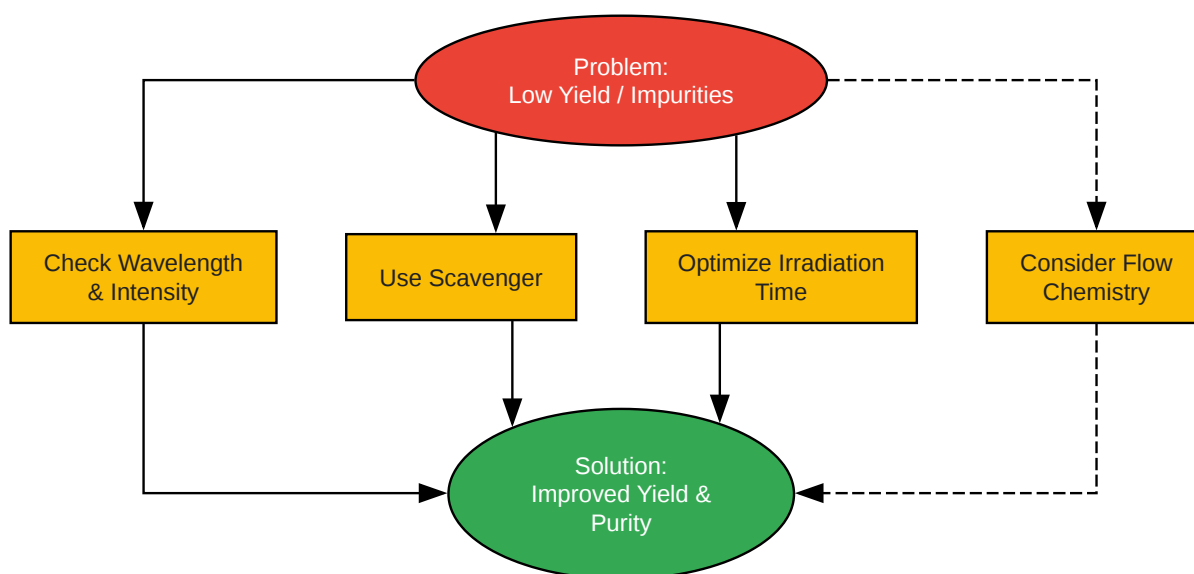 Problem:
Low Yield / Impurities
Check Wavelength
& Intensity
Use Scavenger
Optimize Irradiation
Time
Consider Flow
Chemistry
Solution:
Improved Yield &
Purity